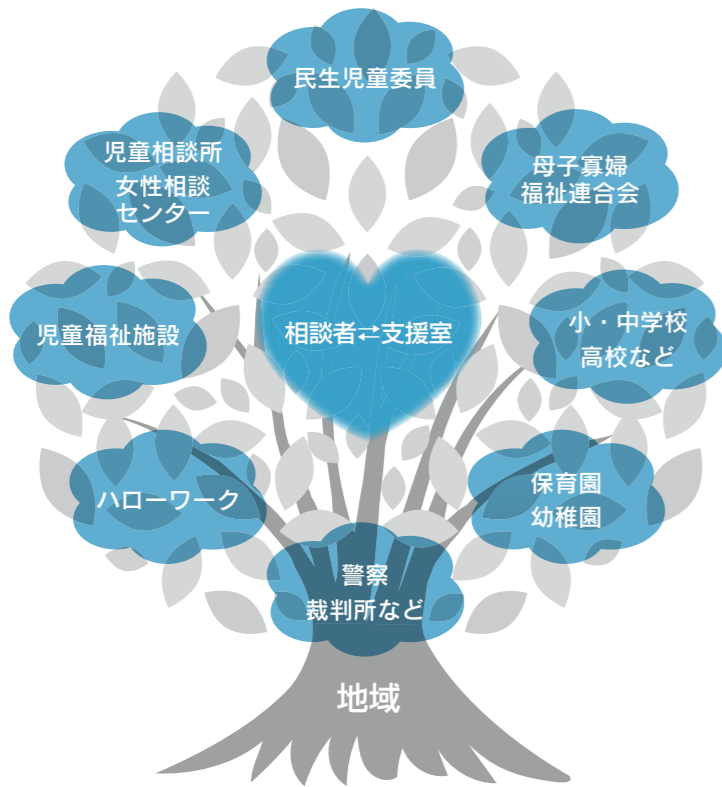 民生児童委員
児童相談所
女性相談
センター
母子寡婦
福祉連合会
児童福祉施設
相談者⇄支援室
小・中学校
高校など
ハローワーク
保育園
幼稚園
警察
裁判所など
地域